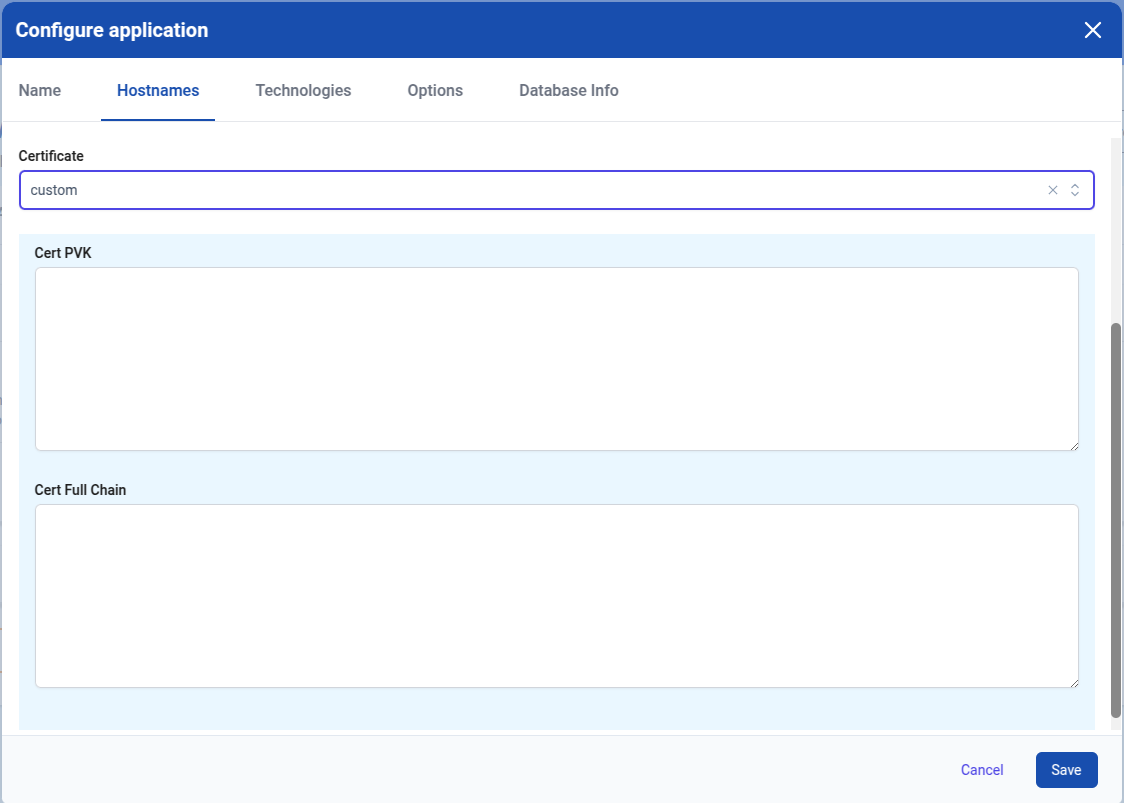 Configure application
Name Hostnames Technologies Options Database Info
Certificate
custom
Cert PVK
Cert Full Chain
Cancel Save